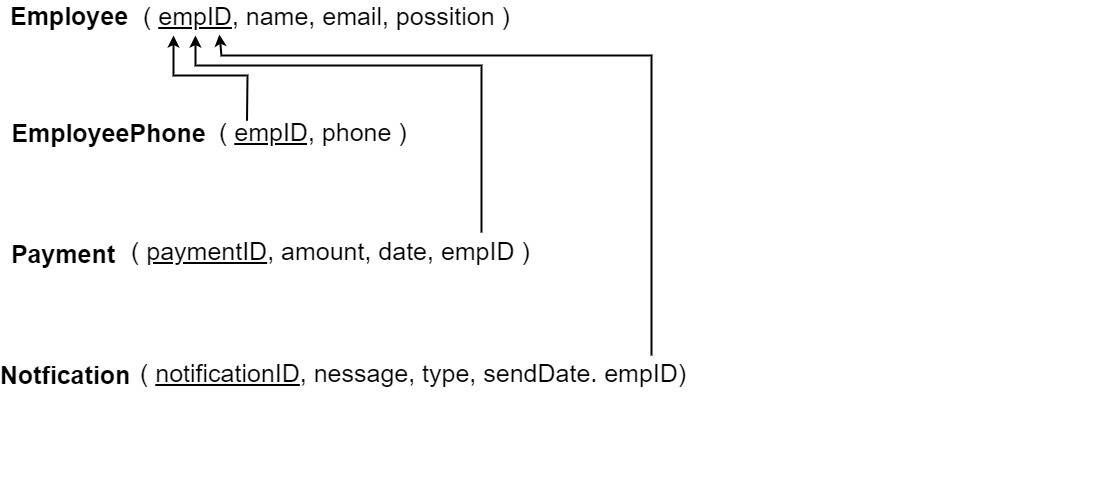 Employee ( empID, name, email, possition )
EmployeePhone ( empID, phone )
Payment ( paymentID, amount, date, empID )
Notfication ( notificationID, nessage, type, sendDate. empID)